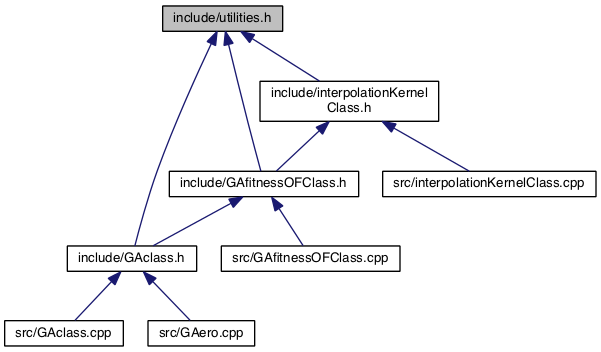 include/utilities.h
include/interpolationKernel
Class.h
include/GAfitnessOFClass.h
src/interpolationKernelClass.cpp
include/GAclass.h
src/GAfitnessOFClass.cpp
src/GAclass.cpp
src/GAero.cpp